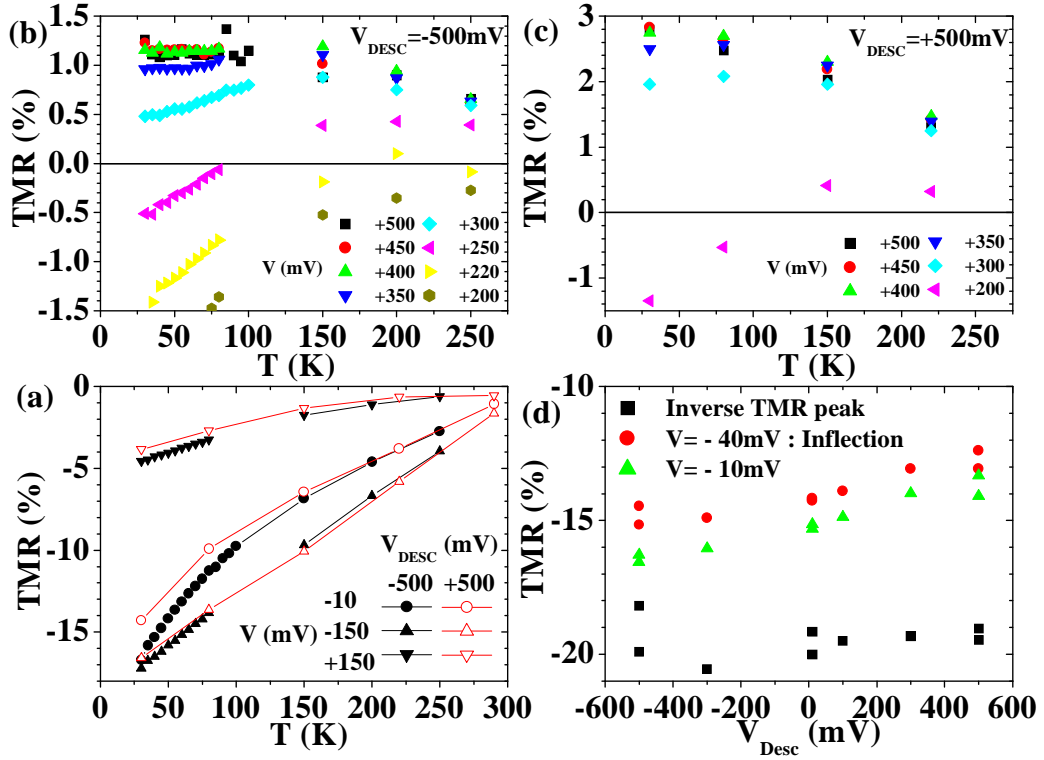 (b)
V_DESC=-500mV
TMR (%)
1.5
1.0
0.5
0.0
-0.5
-1.0
-1.5
V (mV)
+500
+450
+400
+350
+300
+250
+220
+200
0 50 100 150 200 250
T (K)
(c)
V_DESC=+500mV
TMR (%)
3
2
1
0
-1
V (mV)
+500
+450
+400
+350
+300
+200
0 50 100 150 200 250
T (K)
(a)
TMR (%)
0
-5
-10
-15
V_DESC (mV)
-500 +500
-10
V (mV) -150
+150
0 50 100 150 200 250 300
T (K)
(d)
TMR (%)
-10
-15
-20
Inverse TMR peak
V= - 40mV : Inflection
V= - 10mV
-600 -400 -200 0 200 400 600
V_Desc (mV)